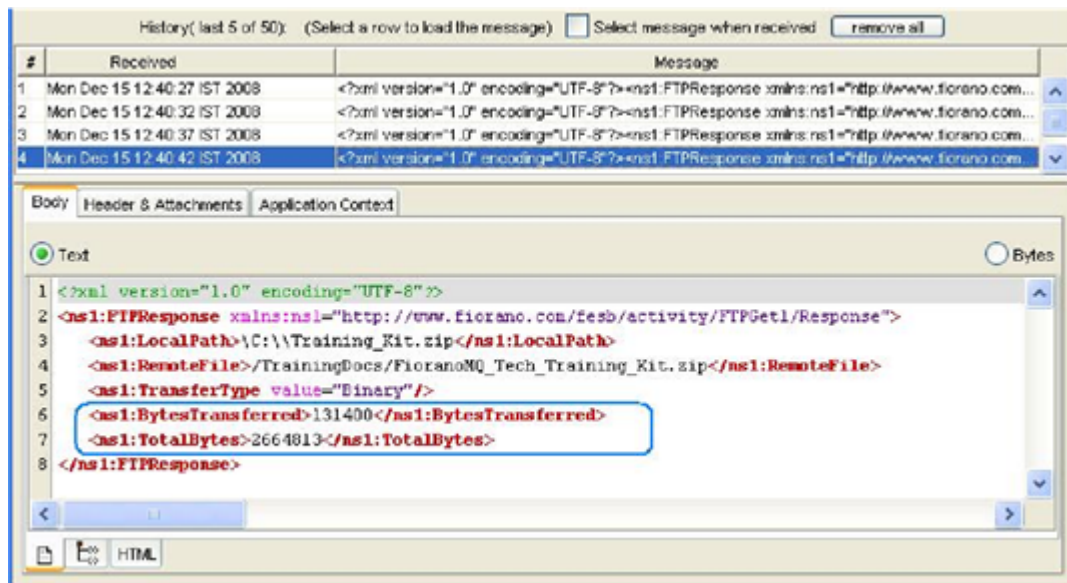 History( last 5 of 50): (Select a row to load the message) Select message when received remove all
# Received Message
1 Mon Dec 15 12:40:27 IST 2008 <?xml version="1.0" encoding="UTF-8"?><ns1:FTPResponse xmlns:ns1="http://www.fiorano.com...
2 Mon Dec 15 12:40:32 IST 2008 <?xml version="1.0" encoding="UTF-8"?><ns1:FTPResponse xmlns:ns1="http://www.fiorano.com...
3 Mon Dec 15 12:40:37 IST 2008 <?xml version="1.0" encoding="UTF-8"?><ns1:FTPResponse xmlns:ns1="http://www.fiorano.com...
4 Mon Dec 15 12:40:42 IST 2008 <?xml version="1.0" encoding="UTF-8"?><ns1:FTPResponse xmlns:ns1="http://www.fiorano.com...
Body Header & Attachments Application Context
Text Bytes
1 <?xml version="1.0" encoding="UTF-8"?>
2 <ns1:FTPResponse xmlns:ns1="http://www.fiorano.com/fesb/activity/FTPGet1/Response">
3 <ns1:LocalPath>\C:\\Training_Kit.zip</ns1:LocalPath>
4 <ns1:RemoteFile>/TrainingDocs/FioranoMQ_Tech_Training_Kit.zip</ns1:RemoteFile>
5 <ns1:TransferType value="Binary"/>
6 <ns1:BytesTransferred>131400</ns1:BytesTransferred>
7 <ns1:TotalBytes>2664813</ns1:TotalBytes>
8 </ns1:FTPResponse>
HTML